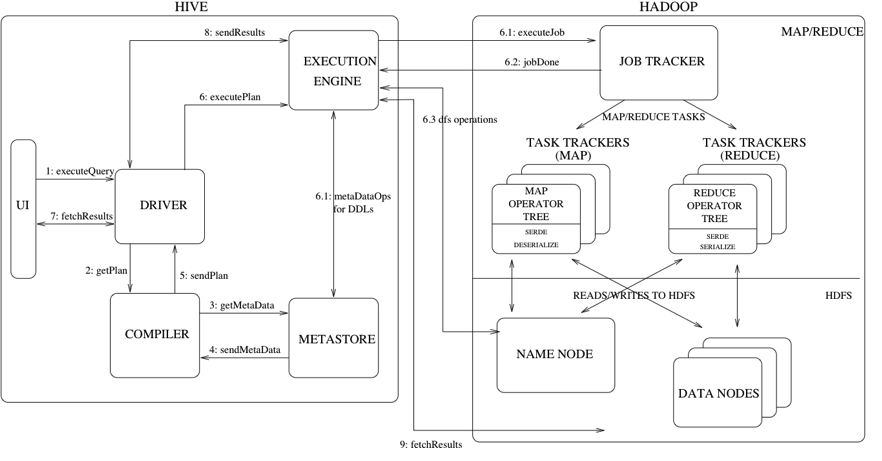 HIVE
HADOOP
8: sendResults
6.1: executeJob
MAP/REDUCE
EXECUTION
ENGINE
JOB TRACKER
6.2: jobDone
6: executePlan
6.3 dfs operations
MAP/REDUCE TASKS
TASK TRACKERS
(MAP)
TASK TRACKERS
(REDUCE)
1: executeQuery
UI
DRIVER
7: fetchResults
6.1: metaDataOps
for DDLs
MAP
OPERATOR
TREE
SERDE
DESERIALIZE
REDUCE
OPERATOR
TREE
SERDE
SERIALIZE
2: getPlan
5: sendPlan
READS/WRITES TO HDFS
HDFS
3: getMetaData
COMPILER
METASTORE
4: sendMetaData
NAME NODE
DATA NODES
9: fetchResults